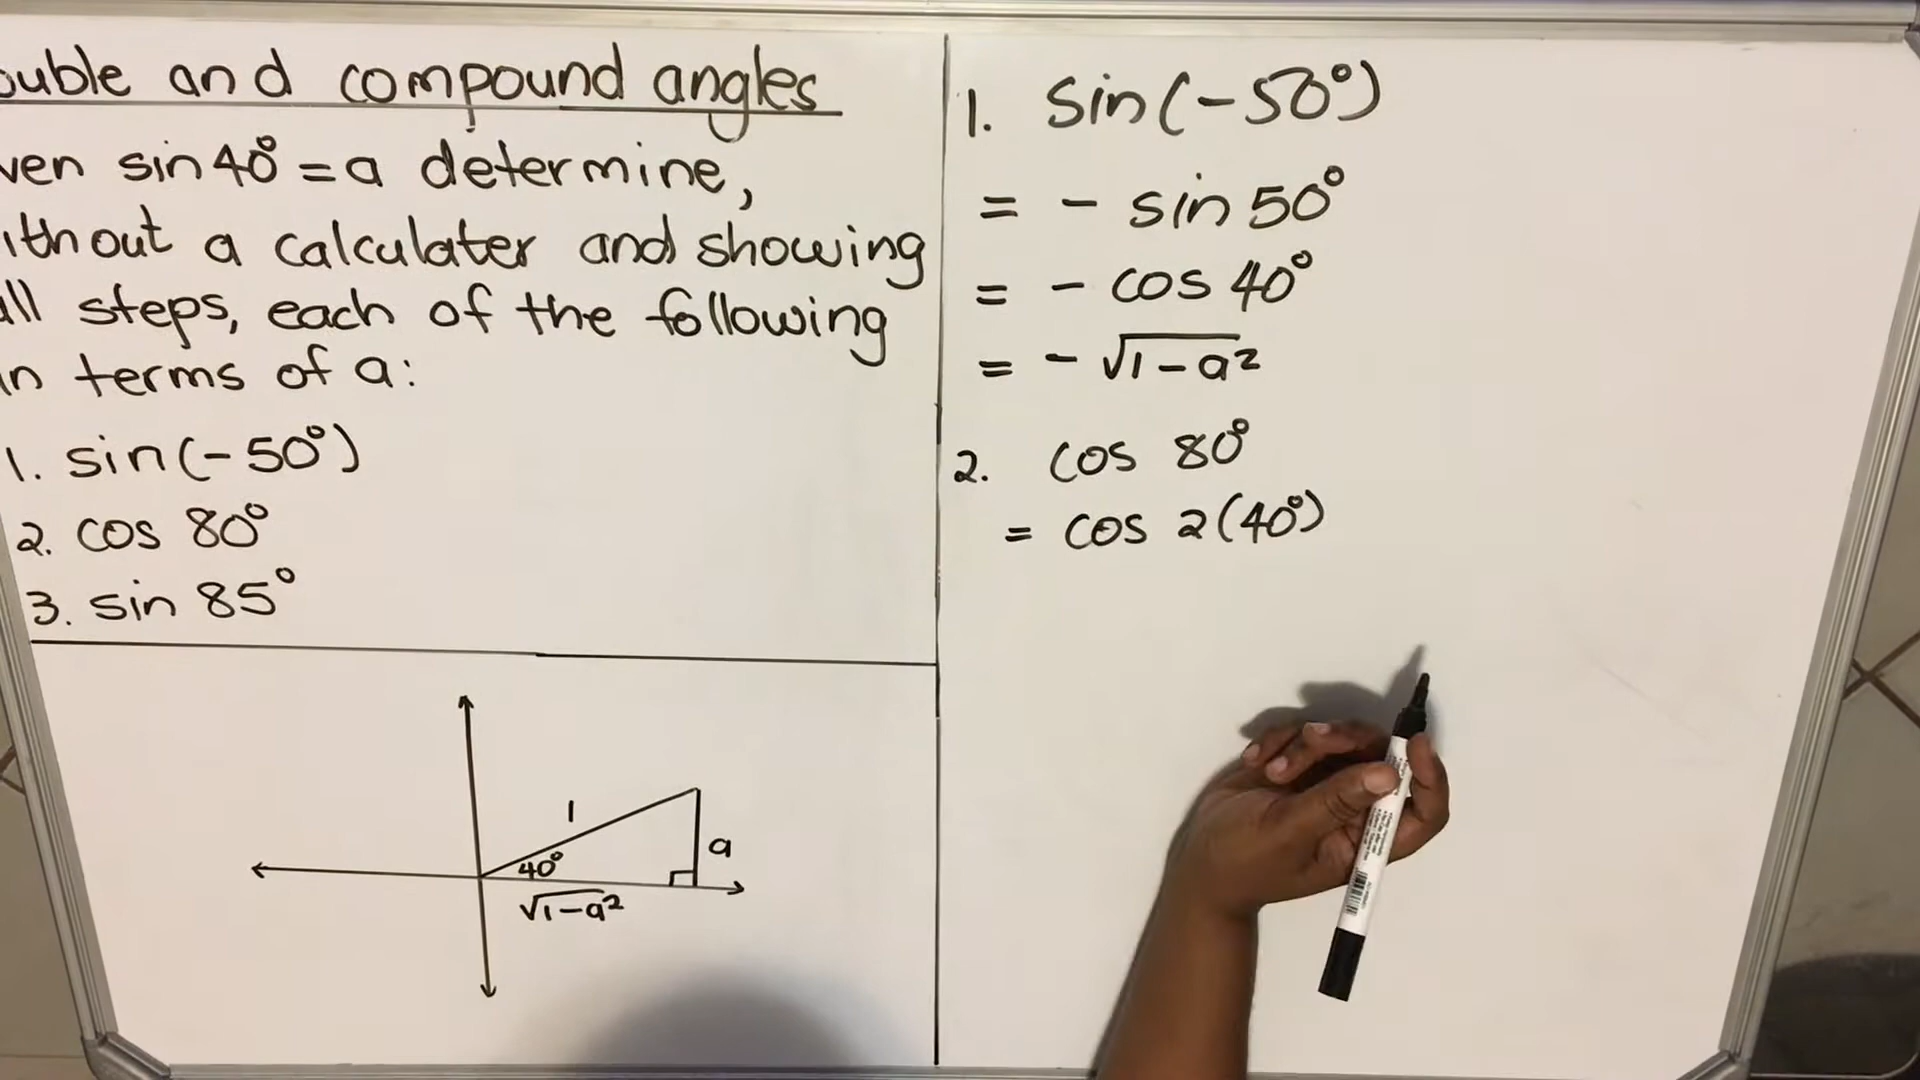 ouble and compound angles
ven sin 40° = a determine,
ithout a calculater and showing
all steps, each of the following
in terms of a:
1. sin(-50°)
2. cos 80°
3. sin 85°
1
a
40°
√1-a²
1. sin(-50°)
= - sin 50°
= - cos 40°
= - √1-a²
2. cos 80°
= cos 2(40°)